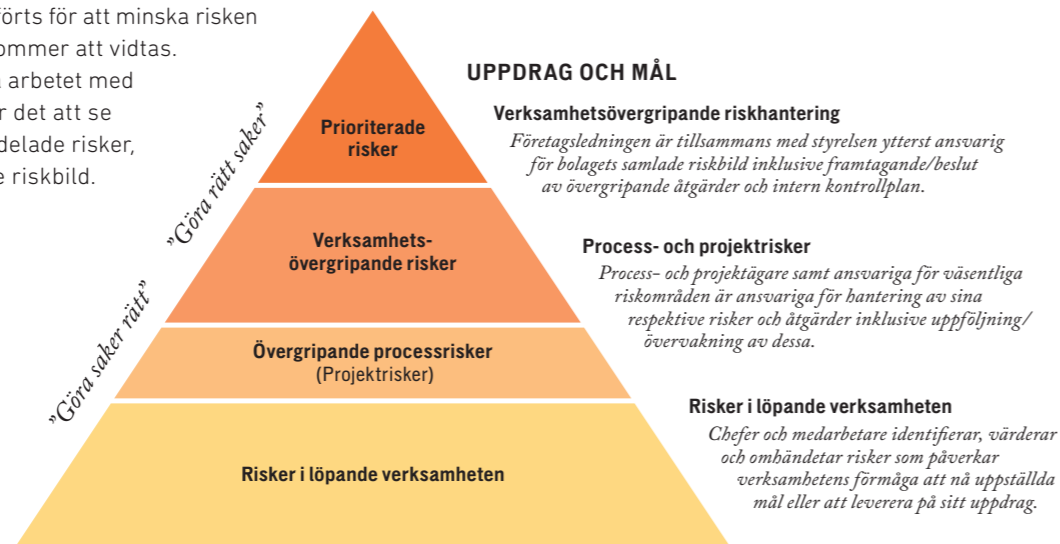 förts för att minska risken
ommer att vidtas.
arbetet med
r det att se
delade risker,
e riskbild.
”Göra rätt saker”
”Göra saker rätt”
Prioriterade
risker
Verksamhets-
övergripande risker
Övergripande processrisker
(Projektrisker)
Risker i löpande verksamheten
UPPDRAG OCH MÅL
Verksamhetsövergripande riskhantering
Företagsledningen är tillsammans med styrelsen ytterst ansvarig
för bolagets samlade riskbild inklusive framtagande/beslut
av övergripande åtgärder och intern kontrollplan.
Process- och projektrisker
Process- och projektägare samt ansvariga för väsentliga
riskområden är ansvariga för hantering av sina
respektive risker och åtgärder inklusive uppföljning/
övervakning av dessa.
Risker i löpande verksamheten
Chefer och medarbetare identifierar, värderar
och omhändetar risker som påverkar
verksamhetens förmåga att nå uppställda
mål eller att leverera på sitt uppdrag.